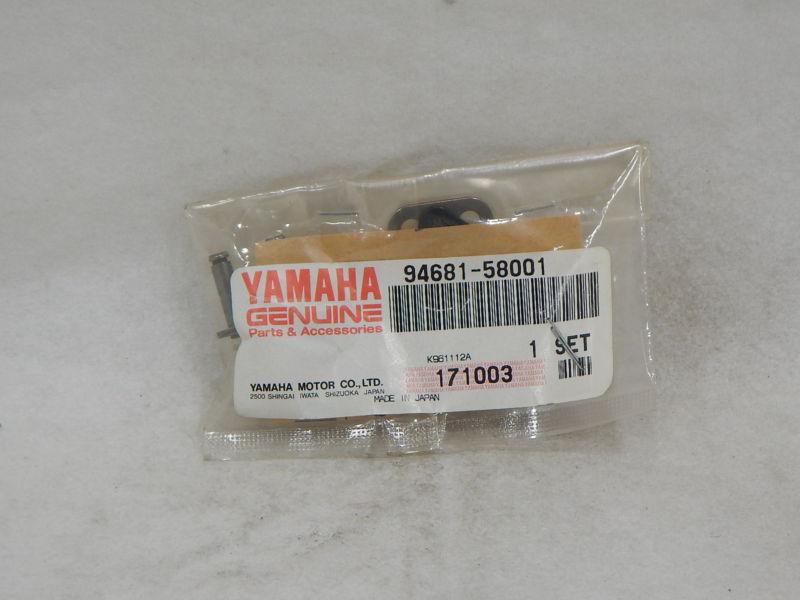 YAMAHA
GENUINE
Parts & Accessories
94681-58001
1 SET
K961112A
171003
YAMAHA MOTOR CO.,LTD.
2500 SHINGAI IWATA SHIZUOKA JAPAN
MADE IN JAPAN